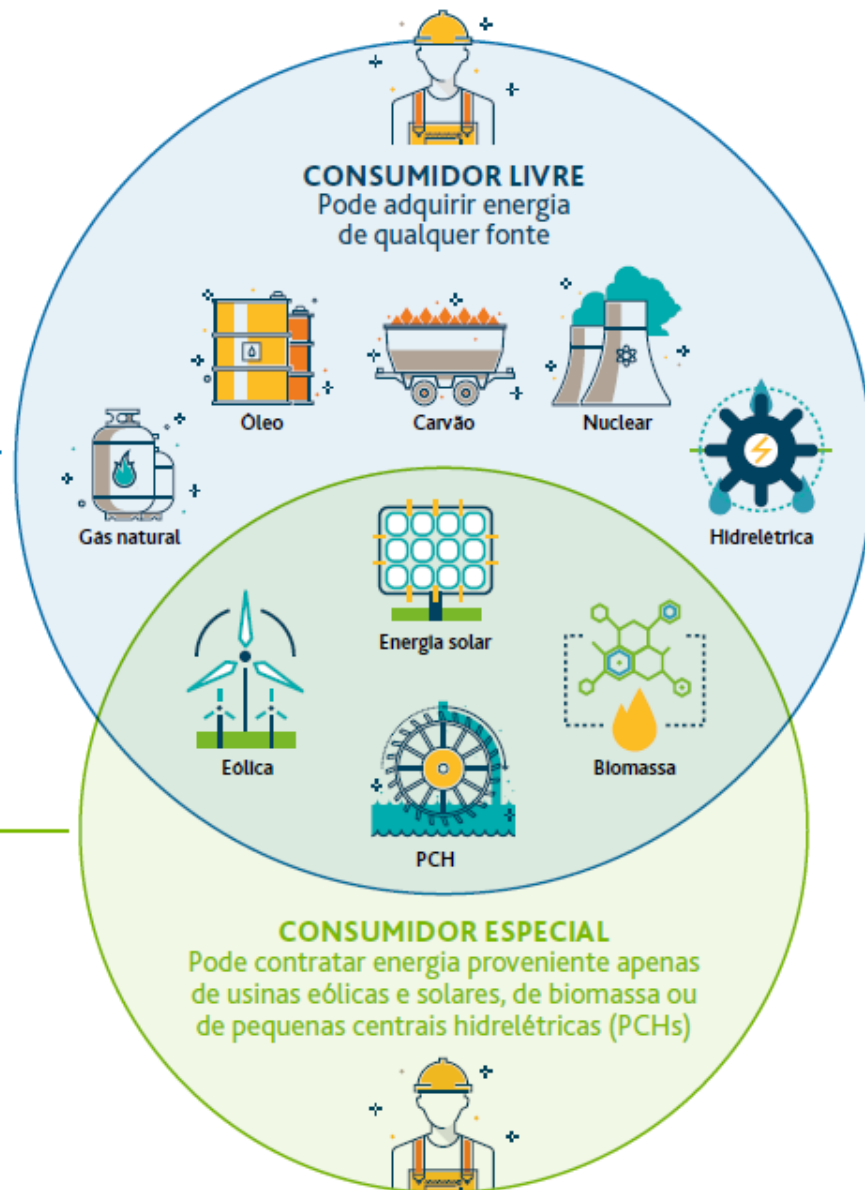 CONSUMIDOR LIVRE
Pode adquirir energia
de qualquer fonte
Óleo
Carvão
Nuclear
Gás natural
Hidrelétrica
Energia solar
Eólica
Biomassa
PCH
CONSUMIDOR ESPECIAL
Pode contratar energia proveniente apenas
de usinas eólicas e solares, de biomassa ou
de pequenas centrais hidrelétricas (PCHs)